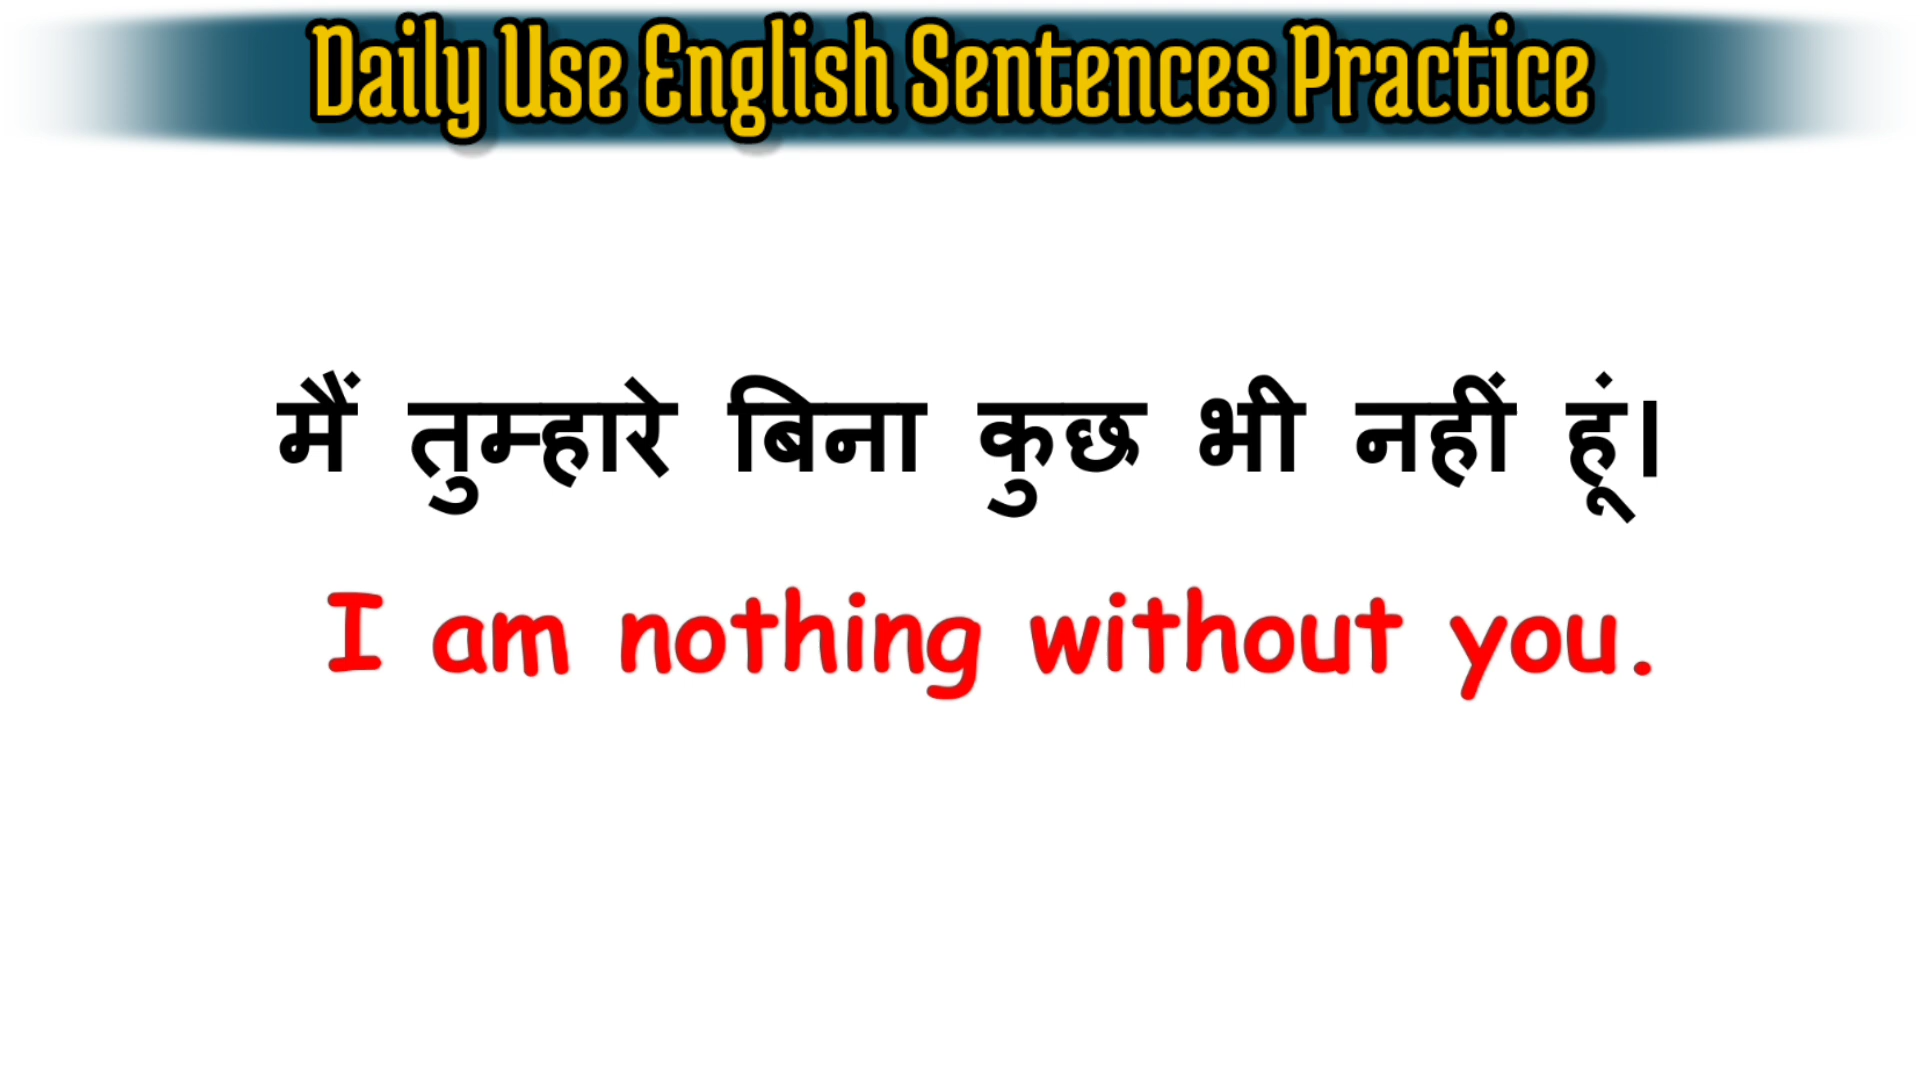 Daily Use English Sentences Practice
मैं तुम्हारे बिना कुछ भी नहीं हूं।
I am nothing without you.